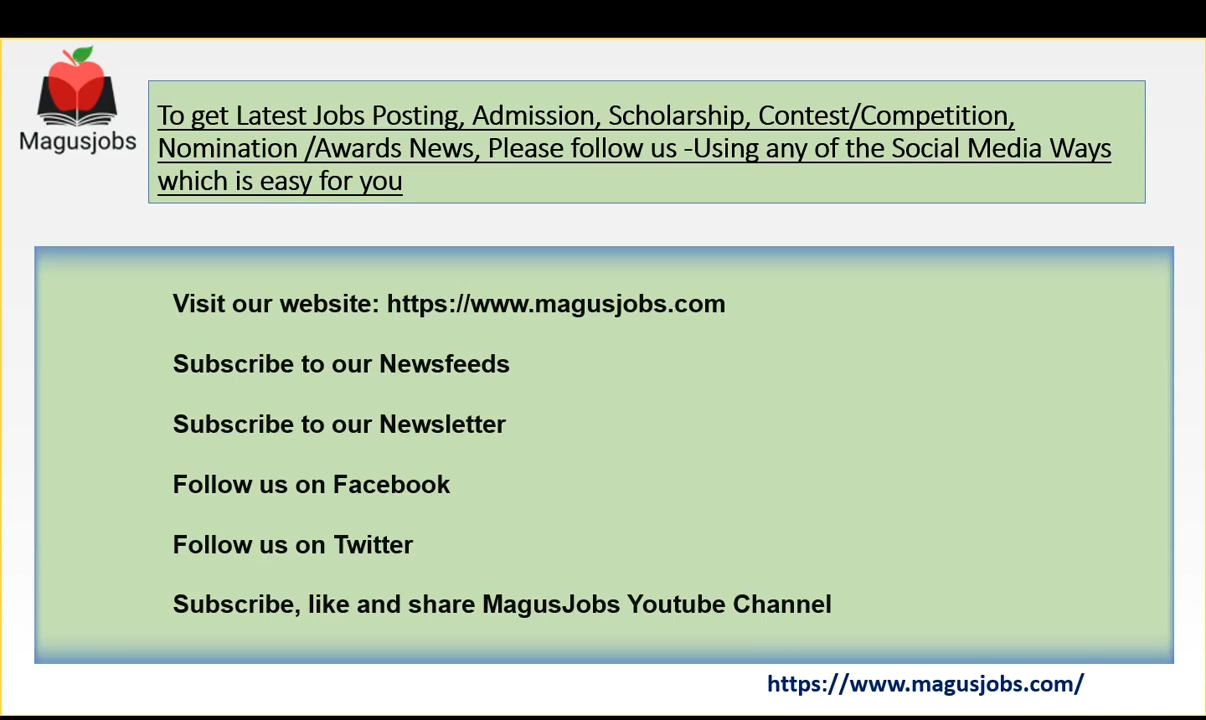 Magusjobs
To get Latest Jobs Posting, Admission, Scholarship, Contest/Competition,
Nomination /Awards News, Please follow us -Using any of the Social Media Ways
which is easy for you
Visit our website: https://www.magusjobs.com
Subscribe to our Newsfeeds
Subscribe to our Newsletter
Follow us on Facebook
Follow us on Twitter
Subscribe, like and share MagusJobs Youtube Channel
https://www.magusjobs.com/